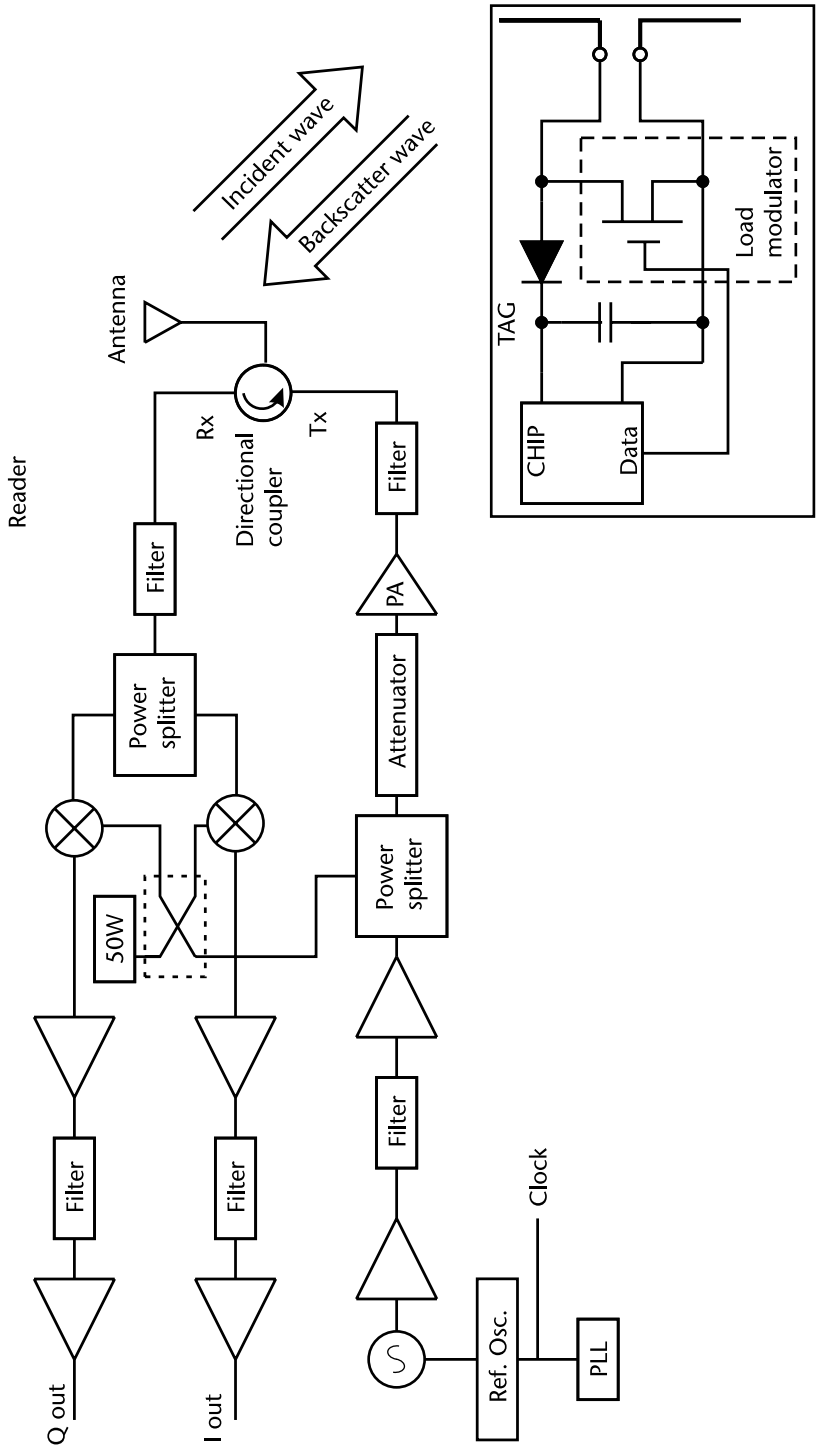 Reader
Antenna
Incident wave
Backscatter wave
Rx
Directional
coupler
Tx
Filter
Power
splitter
50W
Filter
Filter
Q out
I out
Filter
PA
Attenuator
Power
splitter
Filter
Ref. Osc.
PLL
Clock
TAG
CHIP
Data
Load
modulator